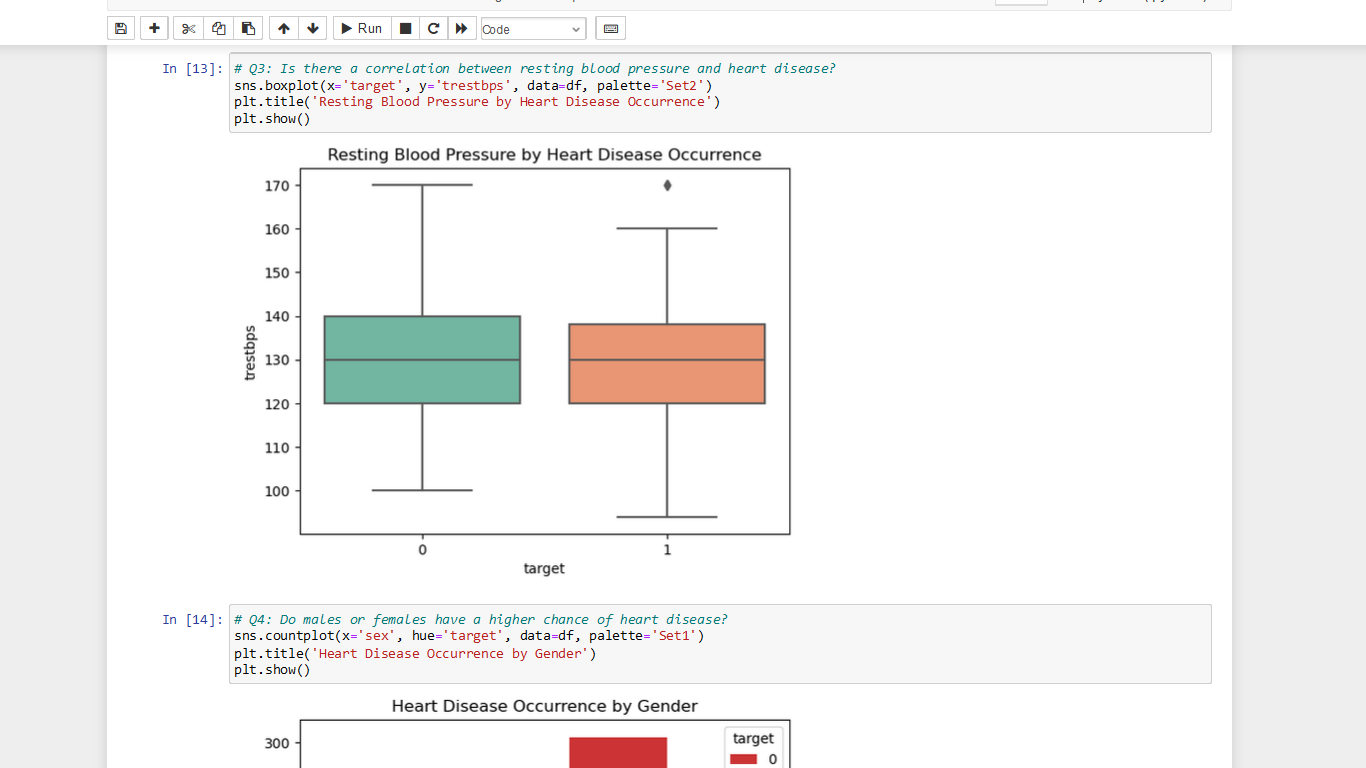 Run
Code
In [13]:
# Q3: Is there a correlation between resting blood pressure and heart disease?
sns.boxplot(x='target', y='trestbps', data=df, palette='Set2')
plt.title('Resting Blood Pressure by Heart Disease Occurrence')
plt.show()
Resting Blood Pressure by Heart Disease Occurrence
170
160
150
140
130
120
110
100
trestbps
0
1
target
In [14]:
# Q4: Do males or females have a higher chance of heart disease?
sns.countplot(x='sex', hue='target', data=df, palette='Set1')
plt.title('Heart Disease Occurrence by Gender')
plt.show()
Heart Disease Occurrence by Gender
300
target
0